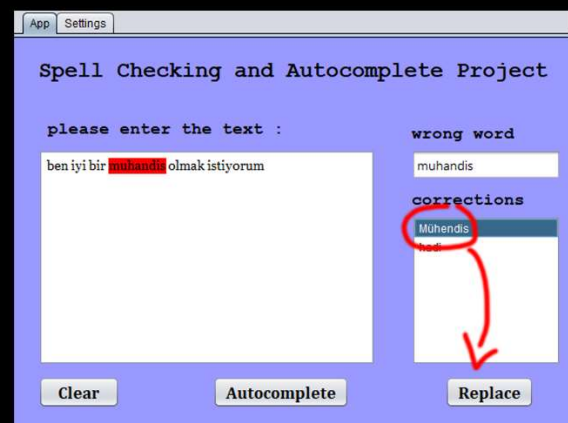 App Settings
Spell Checking and Autocomplete Project
please enter the text :
ben iyi bir muhandis olmak istiyorum
wrong word
muhandis
corrections
Mühendis
hadi
Clear Autocomplete Replace